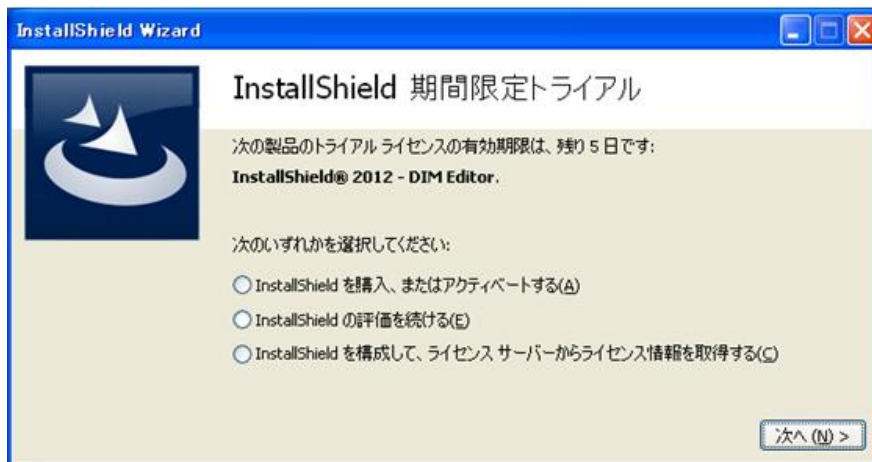 InstallShield Wizard
InstallShield 期間限定トライアル
次の製品のトライアル ライセンスの有効期限は、残り 5 日です:
InstallShield® 2012 - DIM Editor.
次のいずれかを選択してください:
InstallShield を購入、またはアクティベートする(A)
InstallShield の評価を続ける(E)
InstallShield を構成して、ライセンス サーバーからライセンス情報を取得する(C)
次へ (N) >